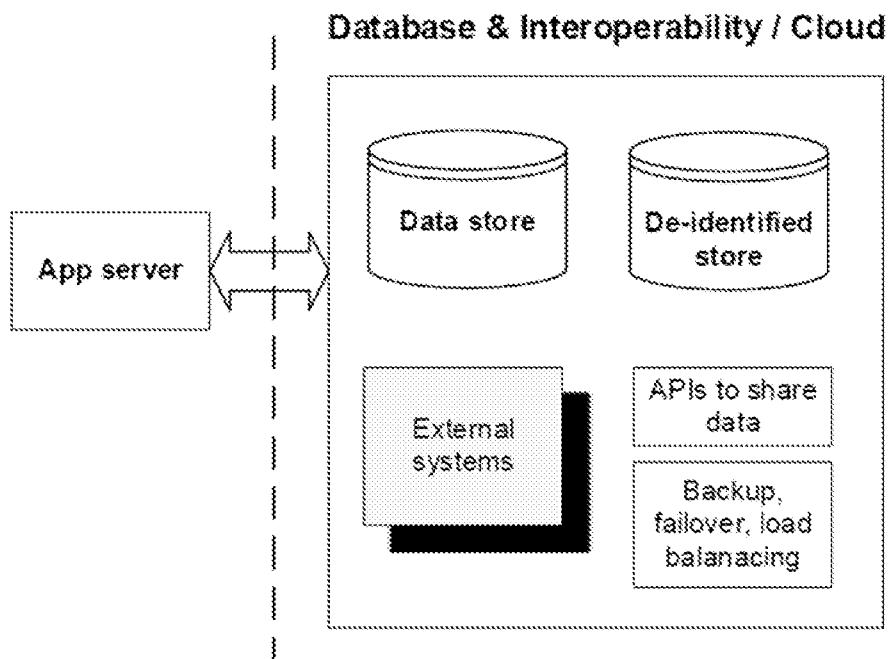 Database & Interoperability / Cloud
Data store
De-identified
store
App server
External
systems
APIs to share
data
Backup,
failover, load
balanacing